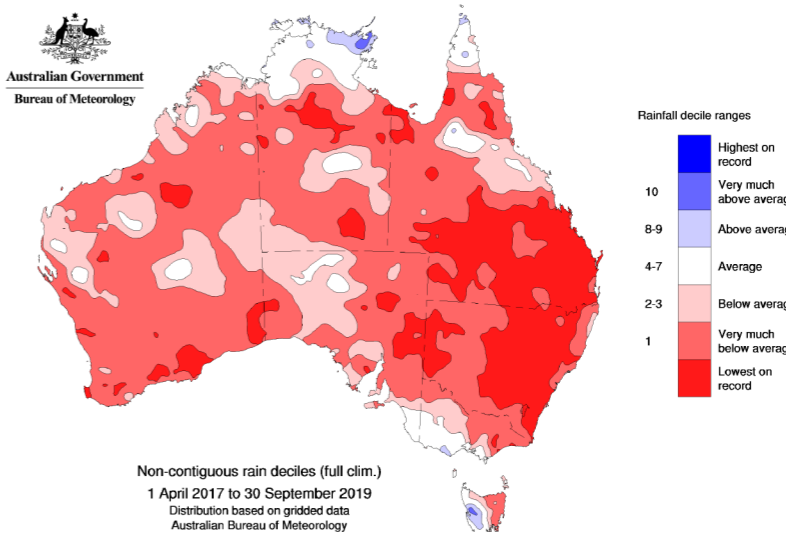 Australian Government
Bureau of Meteorology
Rainfall decile ranges
Highest on
record
10
Very much
above averag
8-9
Above averag
4-7
Average
2-3
Below averag
1
Very much
below averag
Lowest on
record
Non-contiguous rain deciles (full clim.)
1 April 2017 to 30 September 2019
Distribution based on gridded data
Australian Bureau of Meteorology